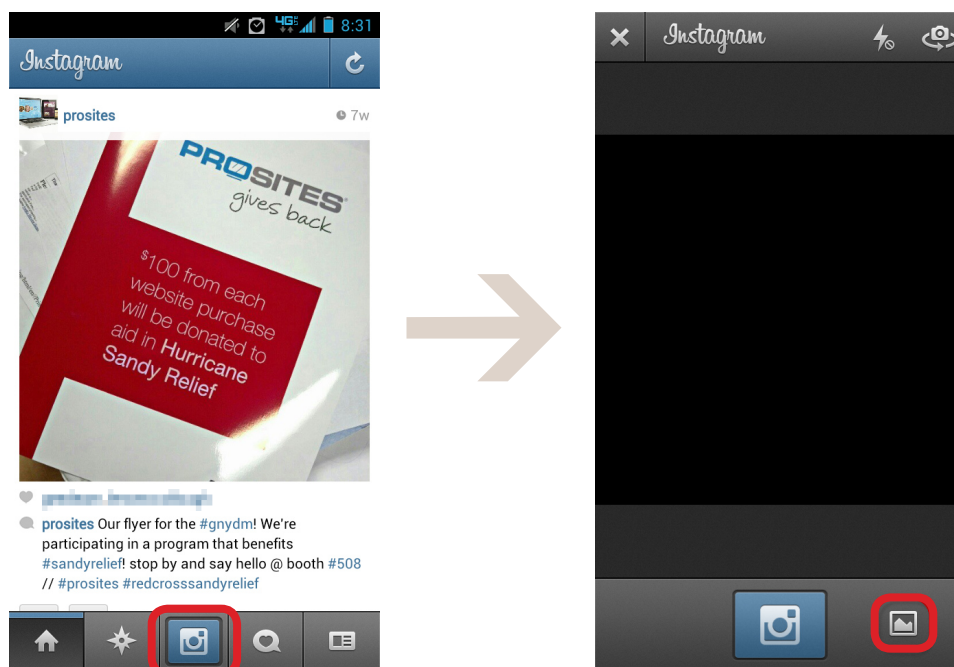 4G 8:31
Instagram
prosites 7w
PROSITES
gives back
$100 from each
website purchase
will be donated to
aid in Hurricane
Sandy Relief
prosites Our flyer for the #gnydm! We're
participating in a program that benefits
#sandyrelief! stop by and say hello @ booth #508
// #prosites #redcrosssandyrelief
Instagram